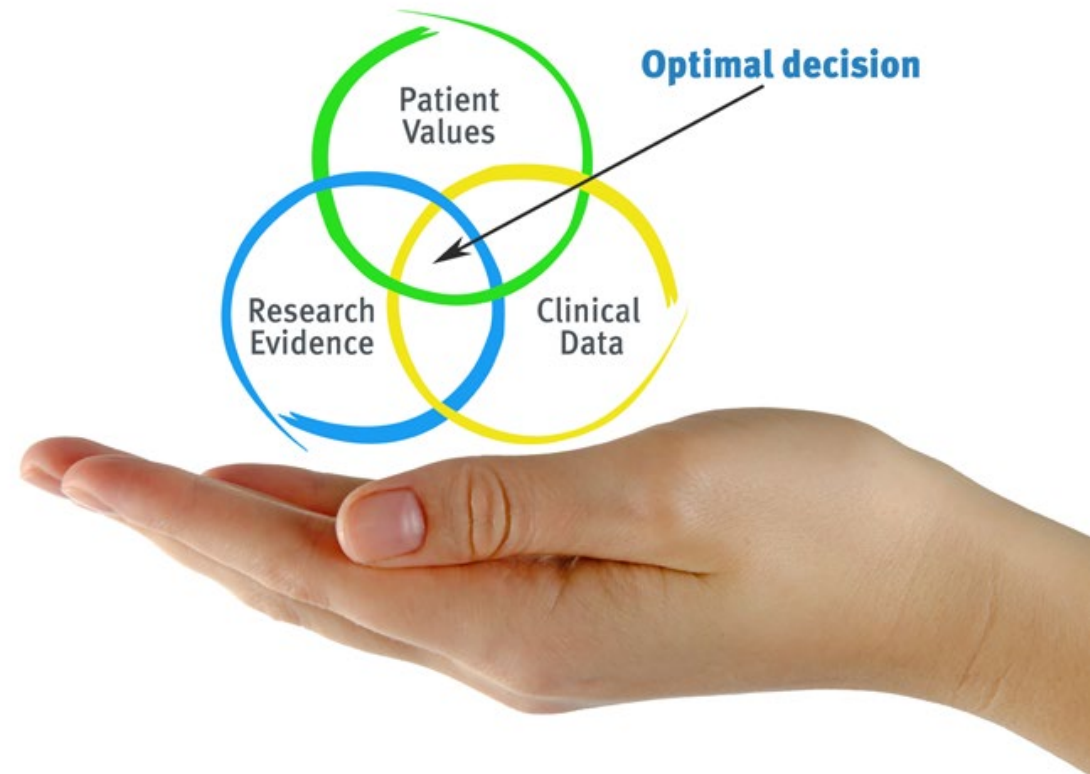 Optimal decision
Patient
Values
Research
Evidence
Clinical
Data